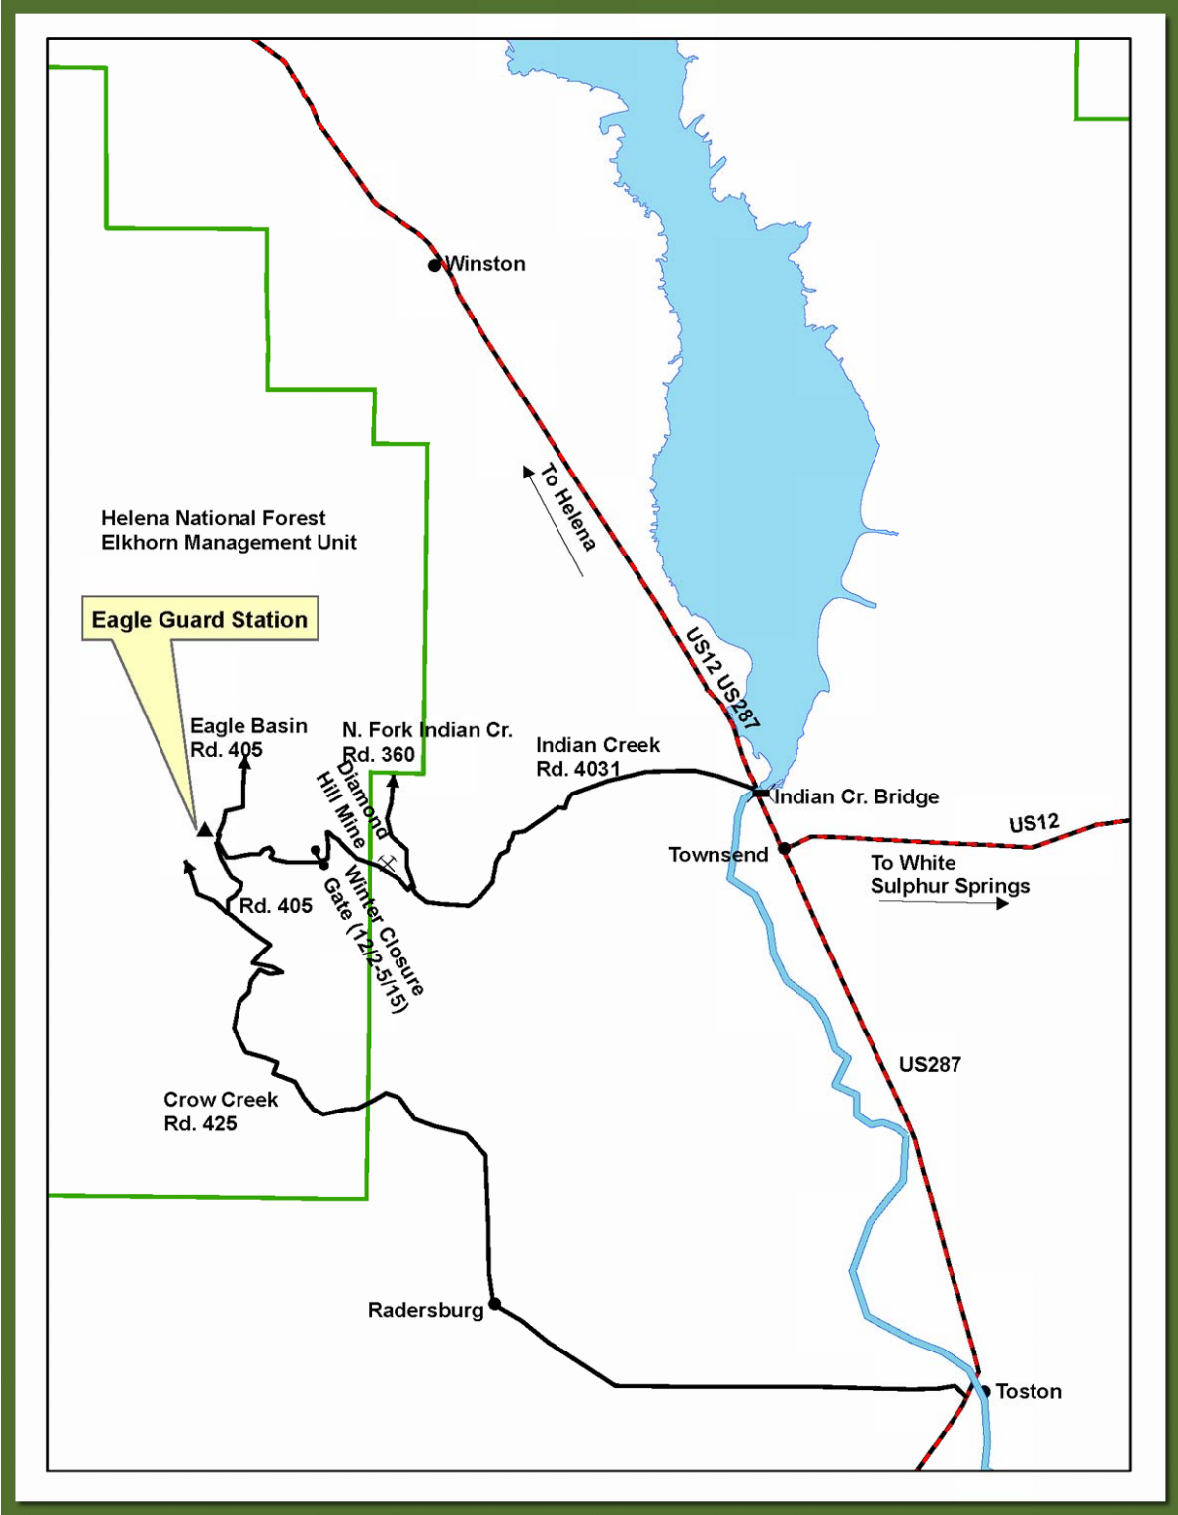 Winston
To Helena
Helena National Forest
Elkhorn Management Unit
Eagle Guard Station
US12 US287
Eagle Basin
Rd. 405
N. Fork Indian Cr.
Rd. 360
Indian Creek
Rd. 4031
Diamond
Hill Mine
Indian Cr. Bridge
US12
Townsend
To White
Sulphur Springs
Rd. 405
Winter Closure
Gate (12/2-5/15)
US287
Crow Creek
Rd. 425
Radersburg
Toston